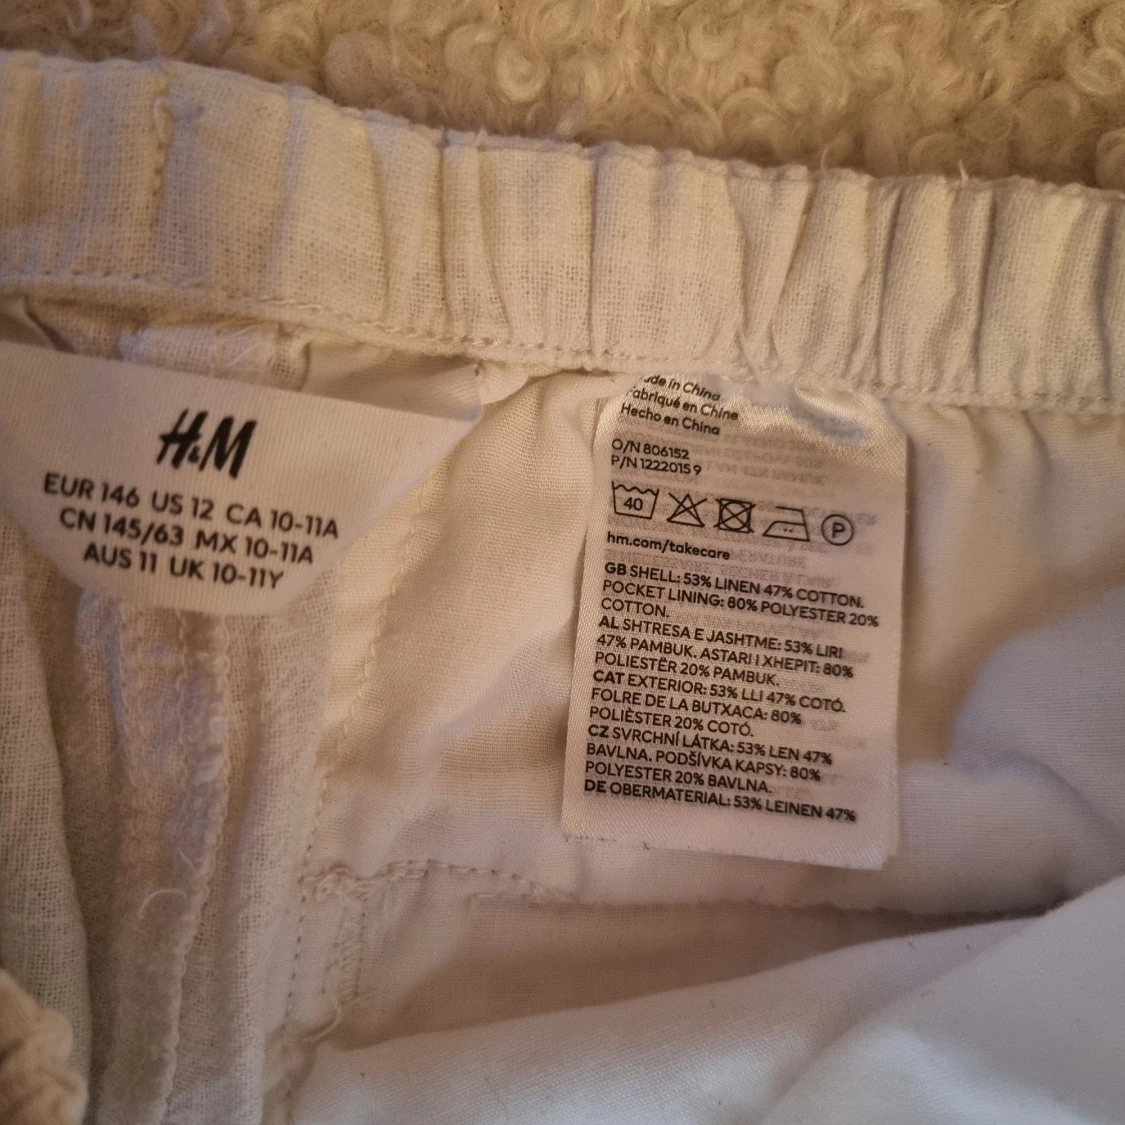 H&M
EUR 146 US 12 CA 10-11A
CN 145/63 MX 10-11A
AUS 11 UK 10-11Y
in China
Fabriqué en Chine
Hecho en China
O/N 806152
P/N 1222015 9
40
P
hm.com/takecare
GB SHELL: 53% LINEN 47% COTTON.
POCKET LINING: 80% POLYESTER 20%
COTTON.
AL SHTRESA E JASHTME: 53% LIRI
47% PAMBUK. ASTARI I XHEPIT: 80%
POLIESTËR 20% PAMBUK.
CAT EXTERIOR: 53% LLI 47% COTÓ.
FOLRE DE LA BUTXACA: 80%
POLIÈSTER 20% COTÓ.
CZ SVRCHNÍ LÁTKA: 53% LEN 47%
BAVLNA. PODŠÍVKA KAPSY: 80%
POLYESTER 20% BAVLNA.
DE OBERMATERIAL: 53% LEINEN 47%